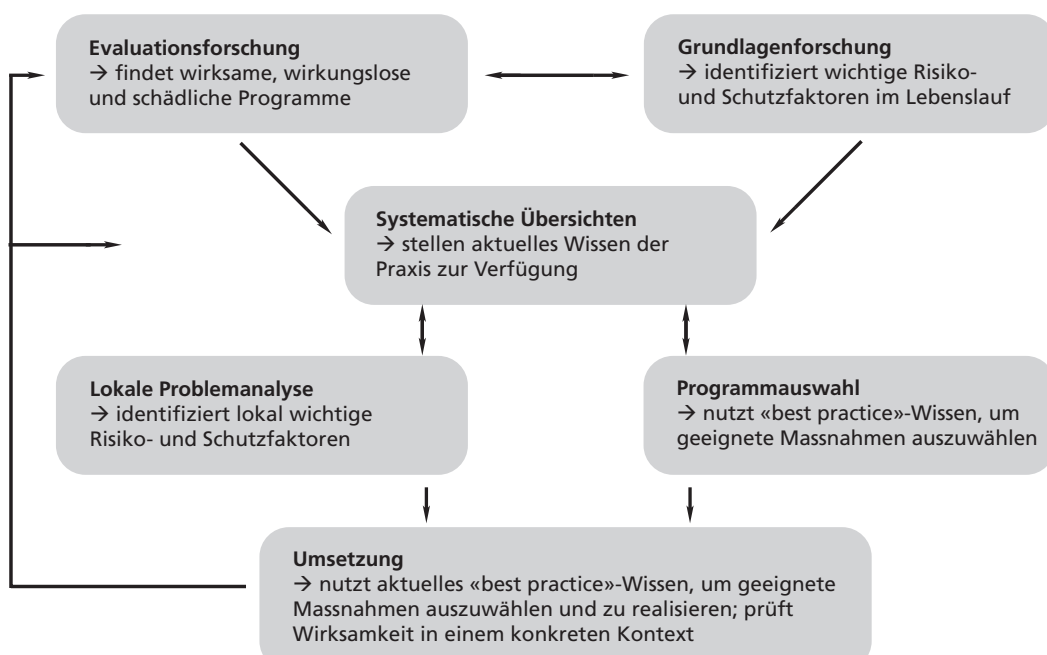 Evaluationsforschung
→ findet wirksame, wirkungslose
und schädliche Programme
Grundlagenforschung
→ identifiziert wichtige Risiko-
und Schutzfaktoren im Lebenslauf
Systematische Übersichten
→ stellen aktuelles Wissen der
Praxis zur Verfügung
Lokale Problemanalyse
→ identifiziert lokal wichtige
Risiko- und Schutzfaktoren
Programmauswahl
→ nutzt «best practice»-Wissen, um
geeignete Massnahmen auszuwählen
Umsetzung
→ nutzt aktuelles «best practice»-Wissen, um geeignete
Massnahmen auszuwählen und zu realisieren; prüft
Wirksamkeit in einem konkreten Kontext